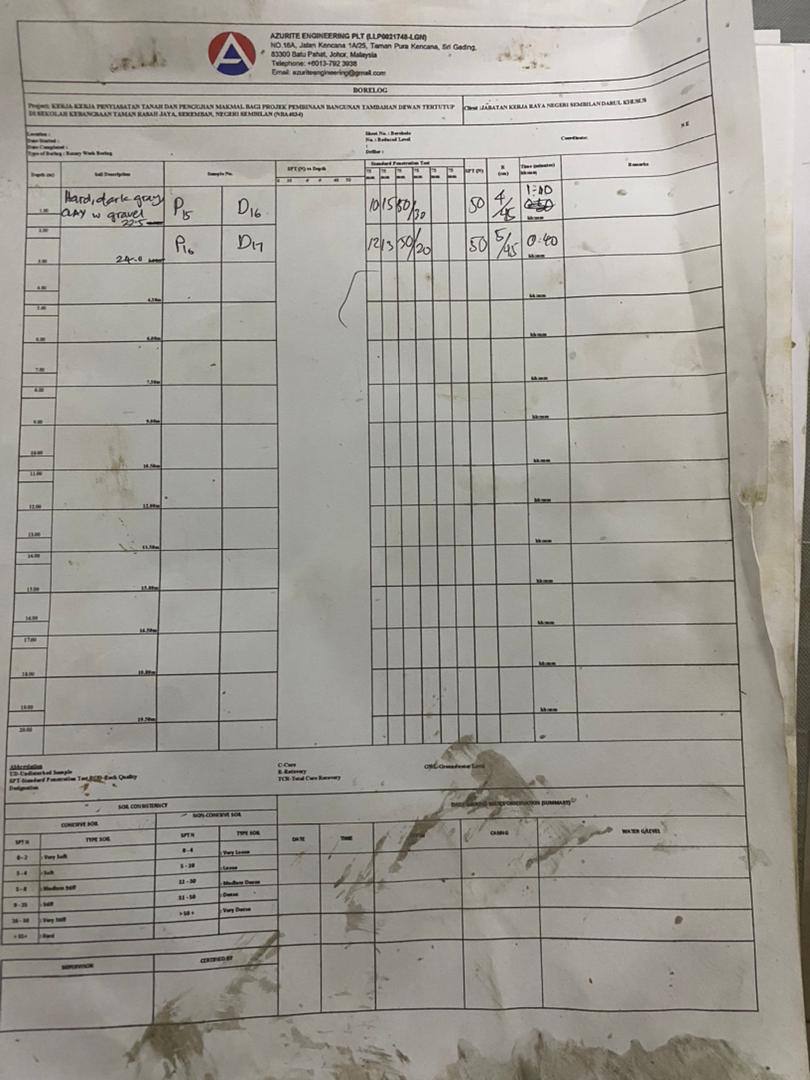 AZURITE ENGINEERING PLT (LLP0021748-LGN)
NO.16A, Jalan Kencana 1A/25, Taman Pura Kencana, Sri Gading,
83300 Batu Pahat, Johor, Malaysia
Telephone: +6013-792 3938
Email: azuriteengineering@gmail.com
BORELOG
Project: KERJA-KERJA PENYIASATAN TANAH DAN PENGUJIAN MAKMAL BAGI PROJEK PEMBINAAN BANGUNAN TAMBAHAN DEWAN TERTUTUP
DI SEKOLAH KEBANGSAAN TAMAN RASAH JAYA, SEREMBAN, NEGERI SEMBILAN
Client :JABATAN KERJA RAYA NEGERI SEMBILAN DARUL KHUSUS
N E
Location :
Date Started :
Date Completed :
Type of Boring : Rotary Wash Boring
Sheet No. : Borehole
No. : Reduced Level
:
Driller :
Coordinate:
Depth (m) Soil Description Sample No. SPT (N) vs Depth Standard Penetration Test SPT (N) R (cm) Time (minutes) hh:mm Remarks
75 mm 75 mm 75 mm 75 mm 75 mm 75 mm
Hard, dark gray P15 D16 10 15 50/30 50 4/45 1:10
CLAY w gravel
1.00 22.5 hh:mm
2.00 P16 D17 12 13 50/20 50 5/45 0:40
3.00 24.0 hh:mm
4.00
4.50m hh:mm
5.00
6.00 6.00m hh:mm
7.00
7.50m hh:mm
8.00
9.00 9.00m hh:mm
10.00
10.50m hh:mm
11.00
12.00 12.00m hh:mm
13.00
13.50m hh:mm
14.00
15.00 15.00m hh:mm
16.00
16.50m hh:mm
17.00
18.00 hh:mm
19.00
19.50m hh:mm
20.00
Abbreviation
UD-Undisturbed Sample
SPT-Standard Penetration Test RQD-Rock Quality
Designation
C-Core
R-Recovery
TCR-Total Core Recovery
GWL-Groundwater Level
SOIL CONSISTENCY
COHESIVE SOIL NON-COHESIVE SOIL
SPT N TYPE SOIL SPT N TYPE SOIL
0-2 : Very Soft 0-4 : Very Loose
3-4 : Soft 5-10 : Loose
5-8 : Medium Stiff : Medium Dense
: Stiff 31-50 : Dense
16-30 : Very Stiff >50+ : Very Dense
: Hard
(SUMMARY)
DATE TIME CASING WATER G/LEVEL
SUPERVISOR CERTIFIED BY